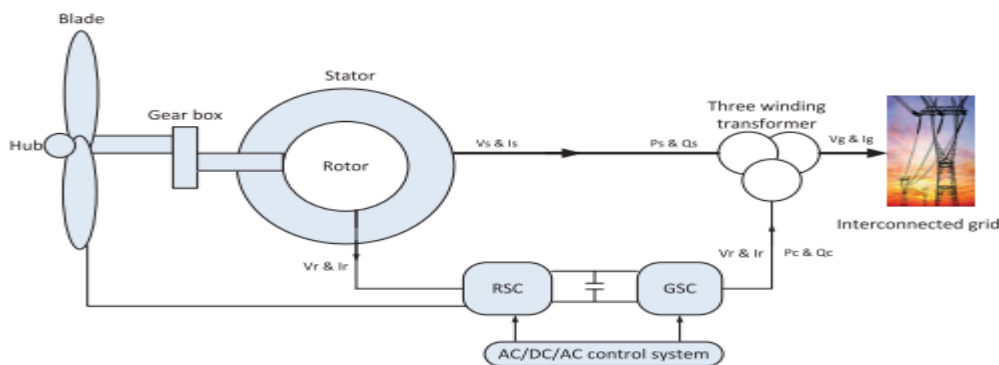 Blade
Stator
Gear box
Three winding
transformer
Hub
Rotor
Vs & Is
Ps & Qs
Vg & Ig
Interconnected grid
Vr & Ir
Vr & Ir
Pc & Qc
RSC
GSC
AC/DC/AC control system